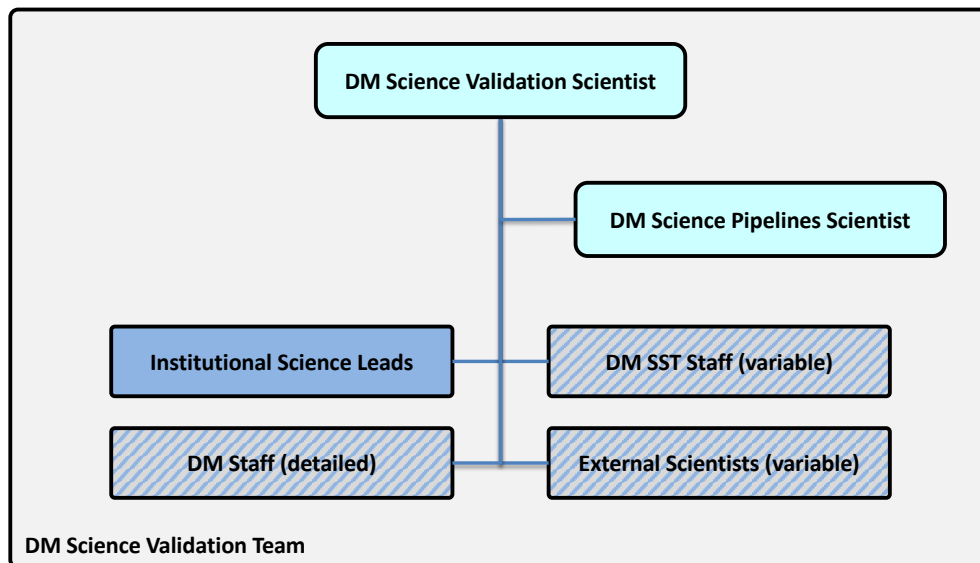 DM Science Validation Scientist
DM Science Pipelines Scientist
Institutional Science Leads
DM SST Staff (variable)
DM Staff (detailed)
External Scientists (variable)
DM Science Validation Team